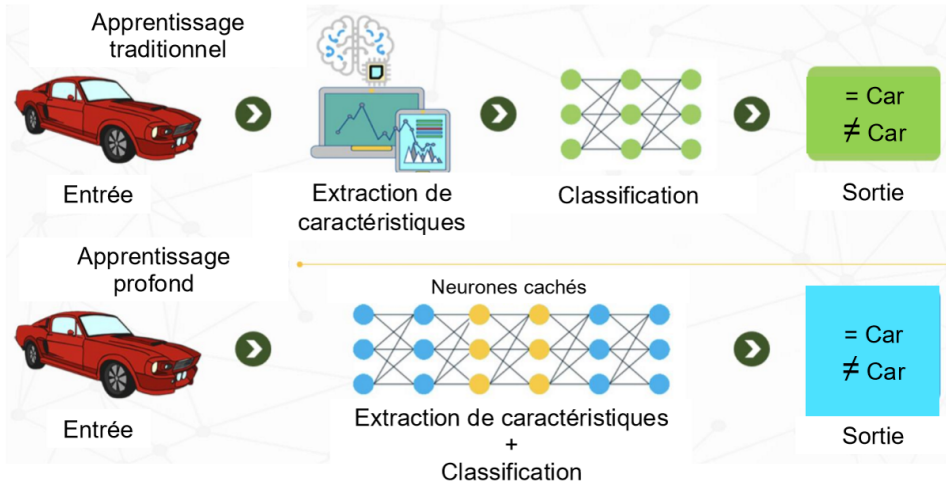 Apprentissage
traditionnel
= Car
≠ Car
Entrée
Extraction de
caractéristiques
Classification
Sortie
Apprentissage
profond
Neurones cachés
= Car
≠ Car
Entrée
Extraction de caractéristiques
+
Classification
Sortie